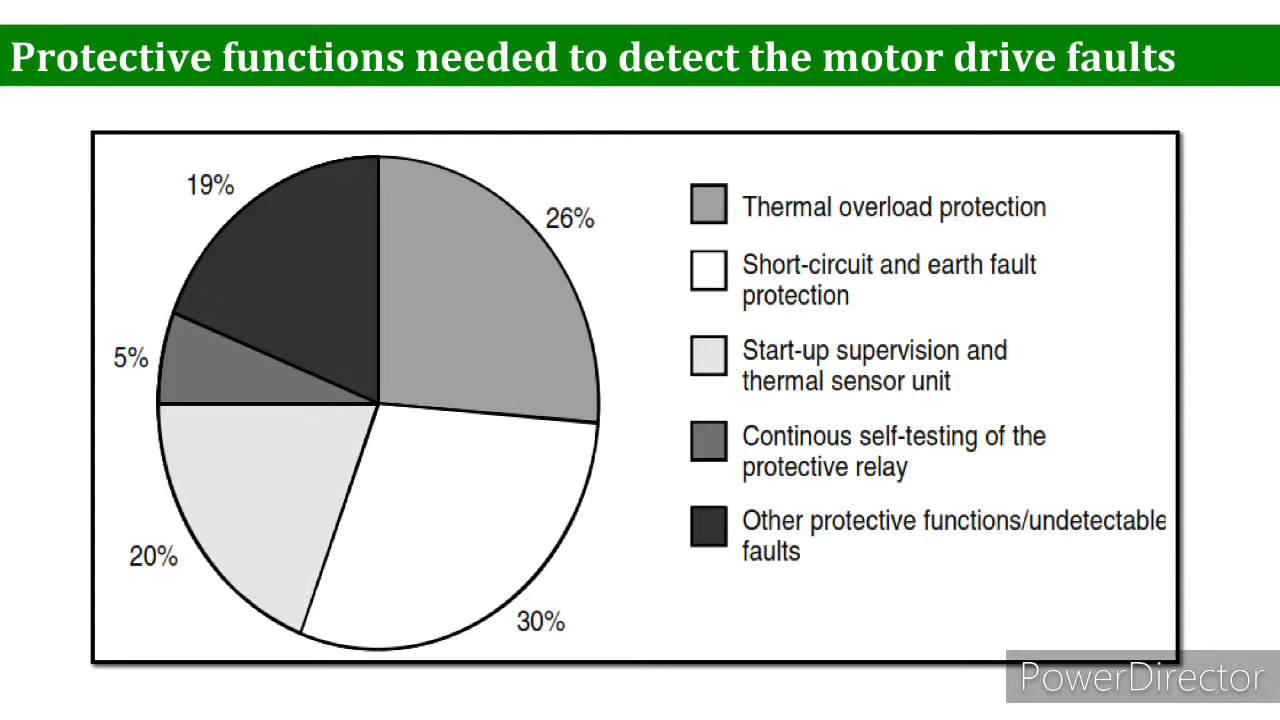 Protective functions needed to detect the motor drive faults
19%
26%
5%
20%
30%
Thermal overload protection
Short-circuit and earth fault
protection
Start-up supervision and
thermal sensor unit
Continous self-testing of the
protective relay
Other protective functions/undetectable
faults
PowerDirector